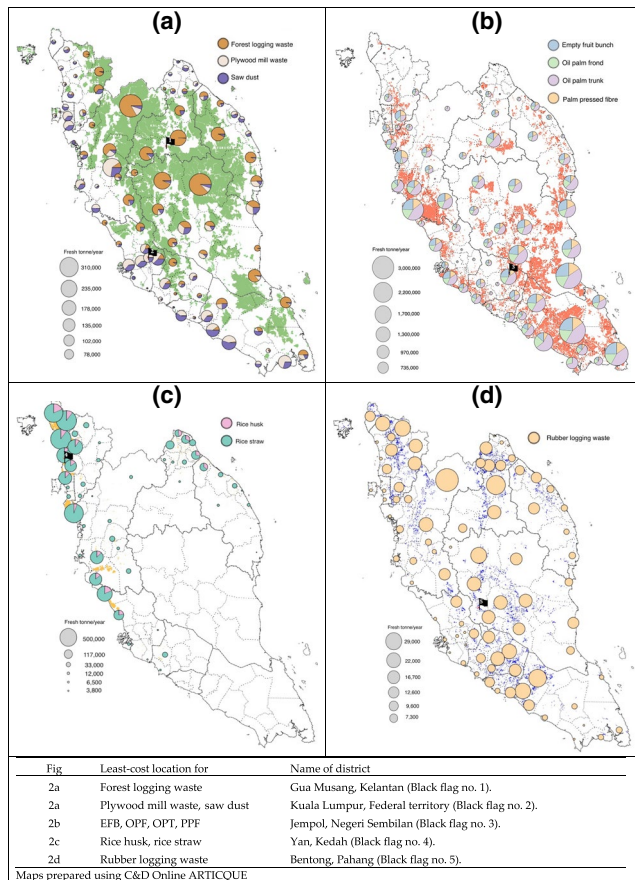 (a)
Forest logging waste
Plywood mill waste
Saw dust
Fresh tonne/year
310,000
235,000
178,000
135,000
102,000
78,000
(b)
Empty fruit bunch
Oil palm frond
Oil palm trunk
Palm pressed fibre
Fresh tonne/year
3,000,000
2,200,000
1,700,000
1,300,000
970,000
735,000
(c)
Rice husk
Rice straw
Fresh tonne/year
500,000
117,000
33,000
12,000
6,500
3,800
(d)
Rubber logging waste
Fresh tonne/year
29,000
22,000
16,700
12,600
9,600
7,300
Fig Least-cost location for Name of district
2a Forest logging waste Gua Musang, Kelantan (Black flag no. 1).
2a Plywood mill waste, saw dust Kuala Lumpur, Federal territory (Black flag no. 2).
2b EFB, OPF, OPT, PPF Jempol, Negeri Sembilan (Black flag no. 3).
2c Rice husk, rice straw Yan, Kedah (Black flag no. 4).
2d Rubber logging waste Bentong, Pahang (Black flag no. 5).
Maps prepared using C&D Online ARTICQUE